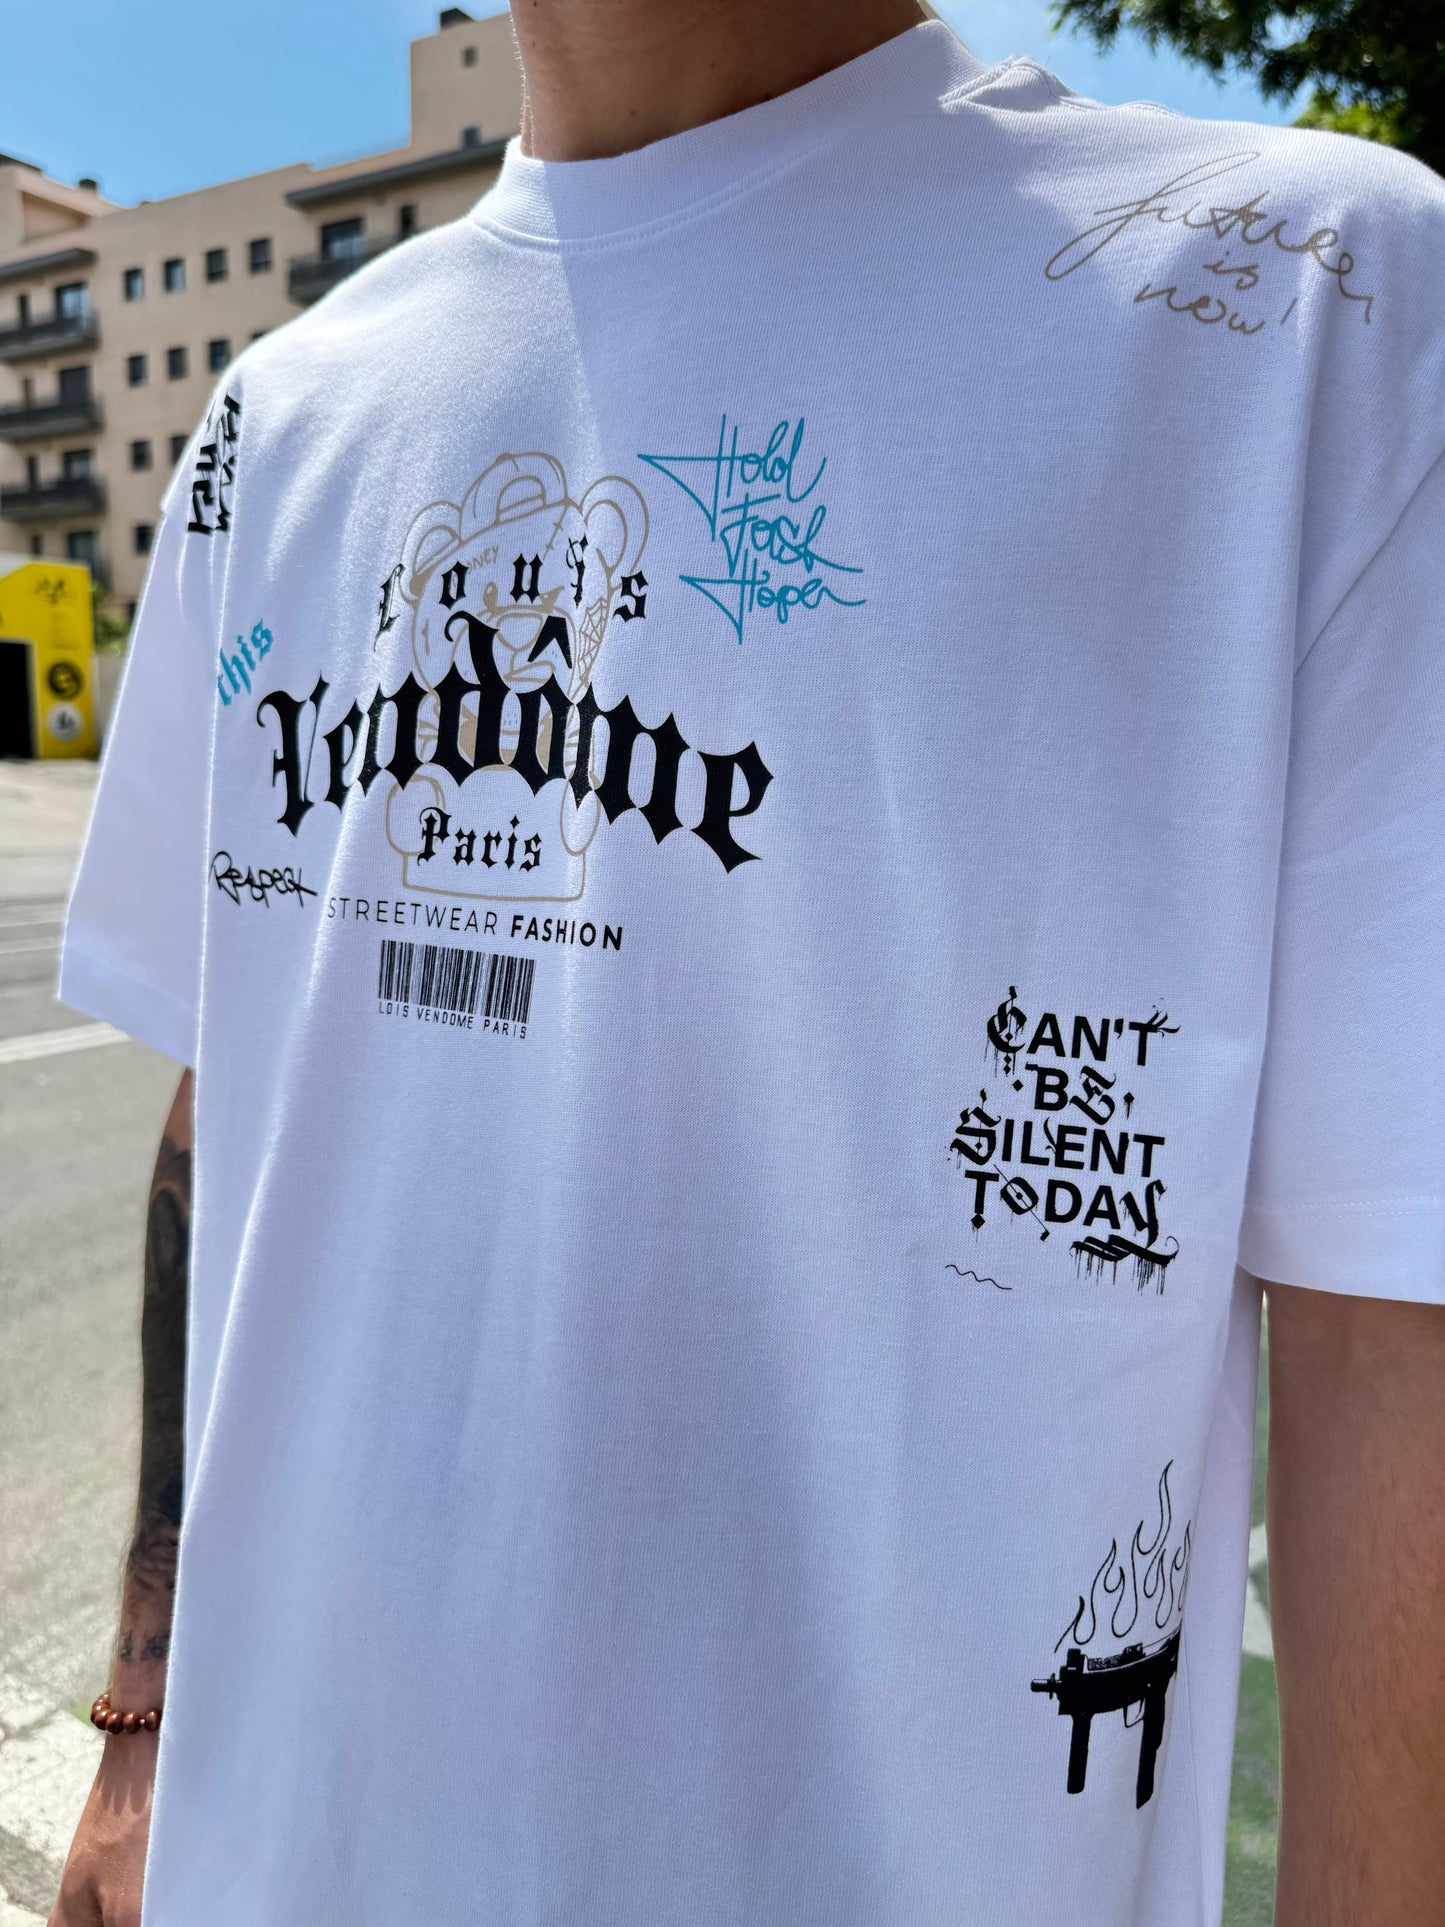 Future
is
now!
Hold
Fast
Hope
Louis
this
Vendôme
Paris
Respect
STREETWEAR FASHION
LOIS VENDOME PARIS
CAN'T
BE
SILENT
TODAY